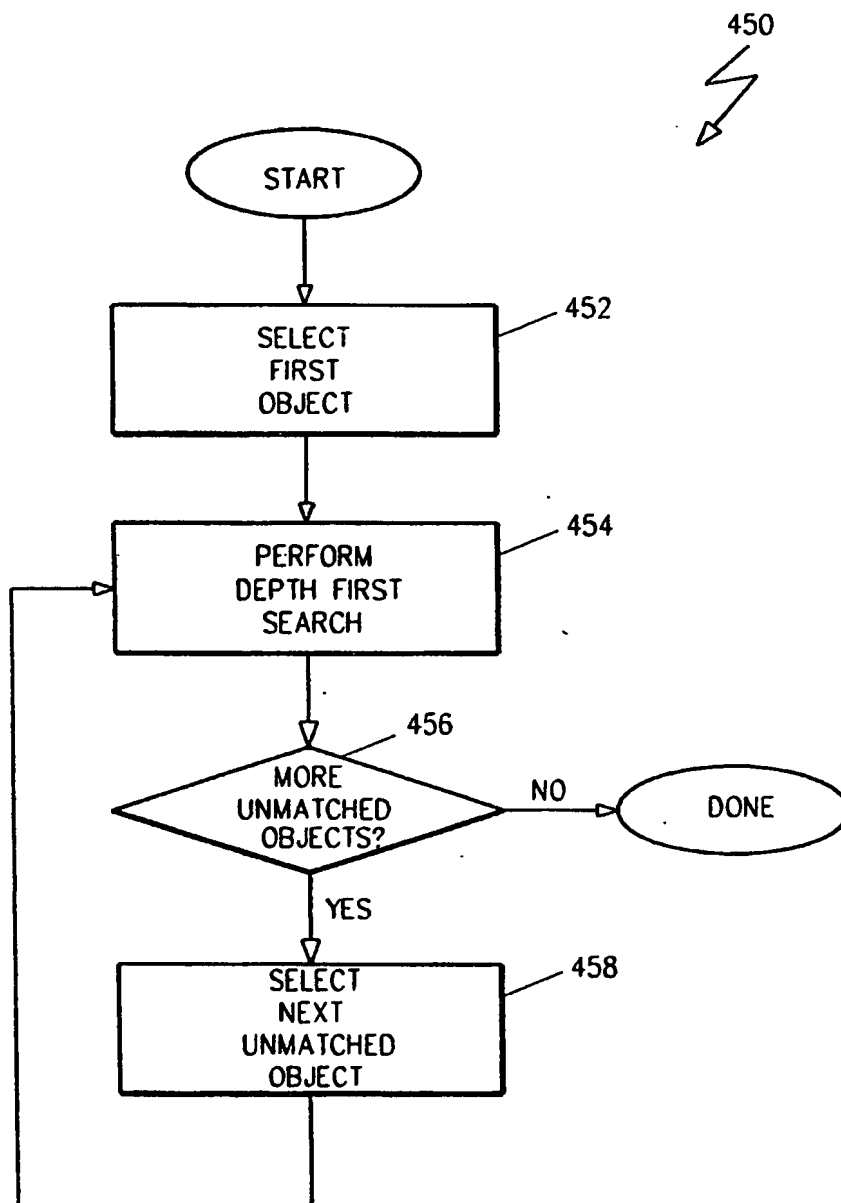 450
START
452
SELECT
FIRST
OBJECT
454
PERFORM
DEPTH FIRST
SEARCH
456
MORE
UNMATCHED
OBJECTS?
NO
DONE
YES
458
SELECT
NEXT
UNMATCHED
OBJECT